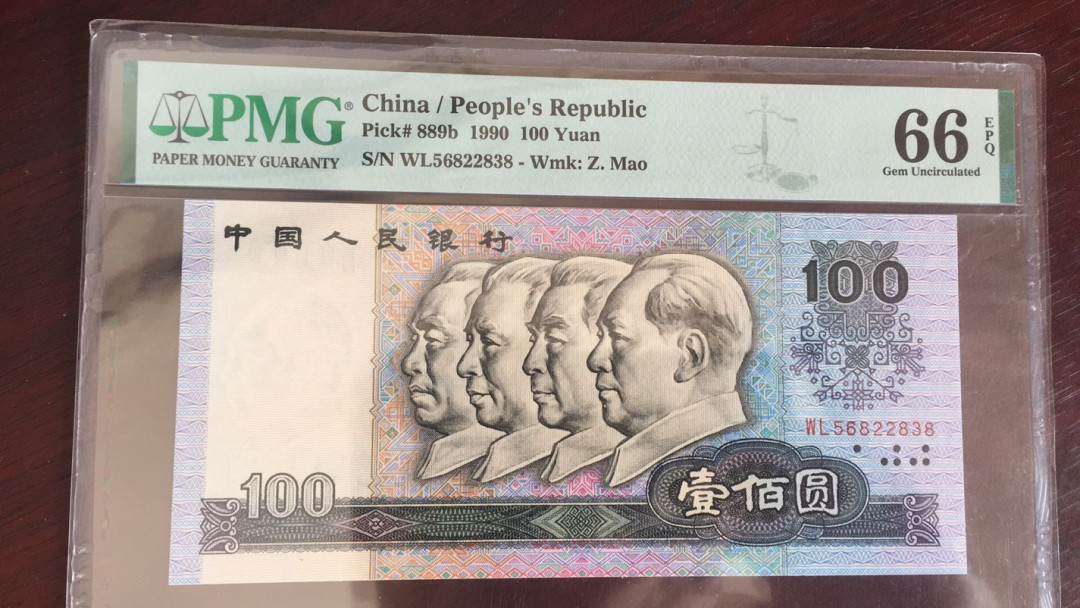 PMG®
PAPER MONEY GUARANTY
China / People's Republic
Pick# 889b 1990 100 Yuan
S/N WL56822838 - Wmk: Z. Mao
66
EPQ
Gem Uncirculated
中国人民银行
100
WL56822838
100
壹佰圆